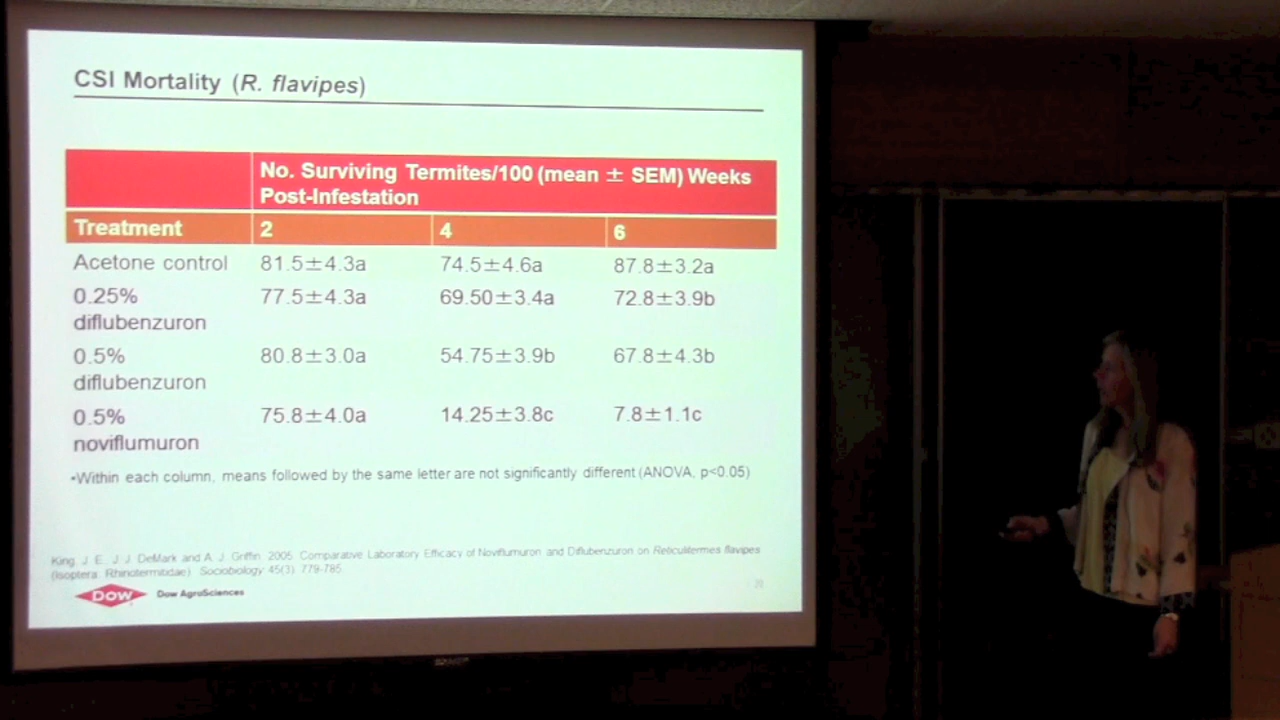 CSI Mortality (R. flavipes)
No. Surviving Termites/100 (mean ± SEM) Weeks
Post-Infestation
Treatment 2 4 6
Acetone control 81.5±4.3a 74.5±4.6a 87.8±3.2a
0.25% 77.5±4.3a 69.50±3.4a 72.8±3.9b
diflubenzuron
0.5% 80.8±3.0a 54.75±3.9b 67.8±4.3b
diflubenzuron
0.5% 75.8±4.0a 14.25±3.8c 7.8±1.1c
noviflumuron
•Within each column, means followed by the same letter are not significantly different (ANOVA, p<0.05)
King, J. E., J. J. DeMark and A. J. Griffin. 2005. Comparative Laboratory Efficacy of Noviflumuron and Diflubenzuron on Reticulitermes flavipes
(Isoptera: Rhinotermitidae). Sociobiology 45(3): 779-785.
DOW Dow AgroSciences